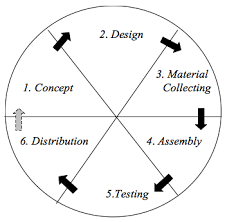 2. Design
3. Material
Collecting
1. Concept
6. Distribution
4. Assembly
5.Testing